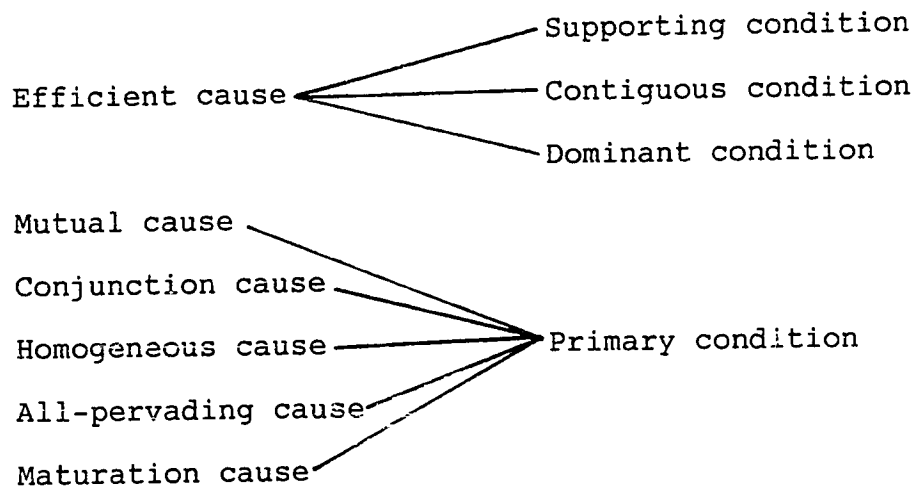 Supporting condition
Efficient cause
Contiguous condition
Dominant condition
Mutual cause
Conjunction cause
Homogeneous cause
Primary condition
All-pervading cause
Maturation cause